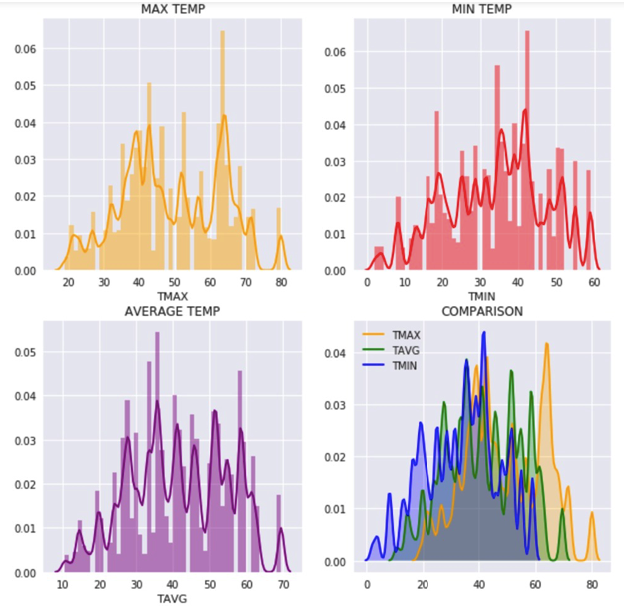 MAX TEMP
0.06
0.05
0.04
0.03
0.02
0.01
0.00
20 30 40 50 60 70 80
TMAX
MIN TEMP
0.06
0.05
0.04
0.03
0.02
0.01
0.00
0 10 20 30 40 50 60
TMIN
AVERAGE TEMP
0.05
0.04
0.03
0.02
0.01
0.00
10 20 30 40 50 60 70
TAVG
COMPARISON
TMAX
TAVG
TMIN
0.04
0.03
0.02
0.01
0.00
0 20 40 60 80